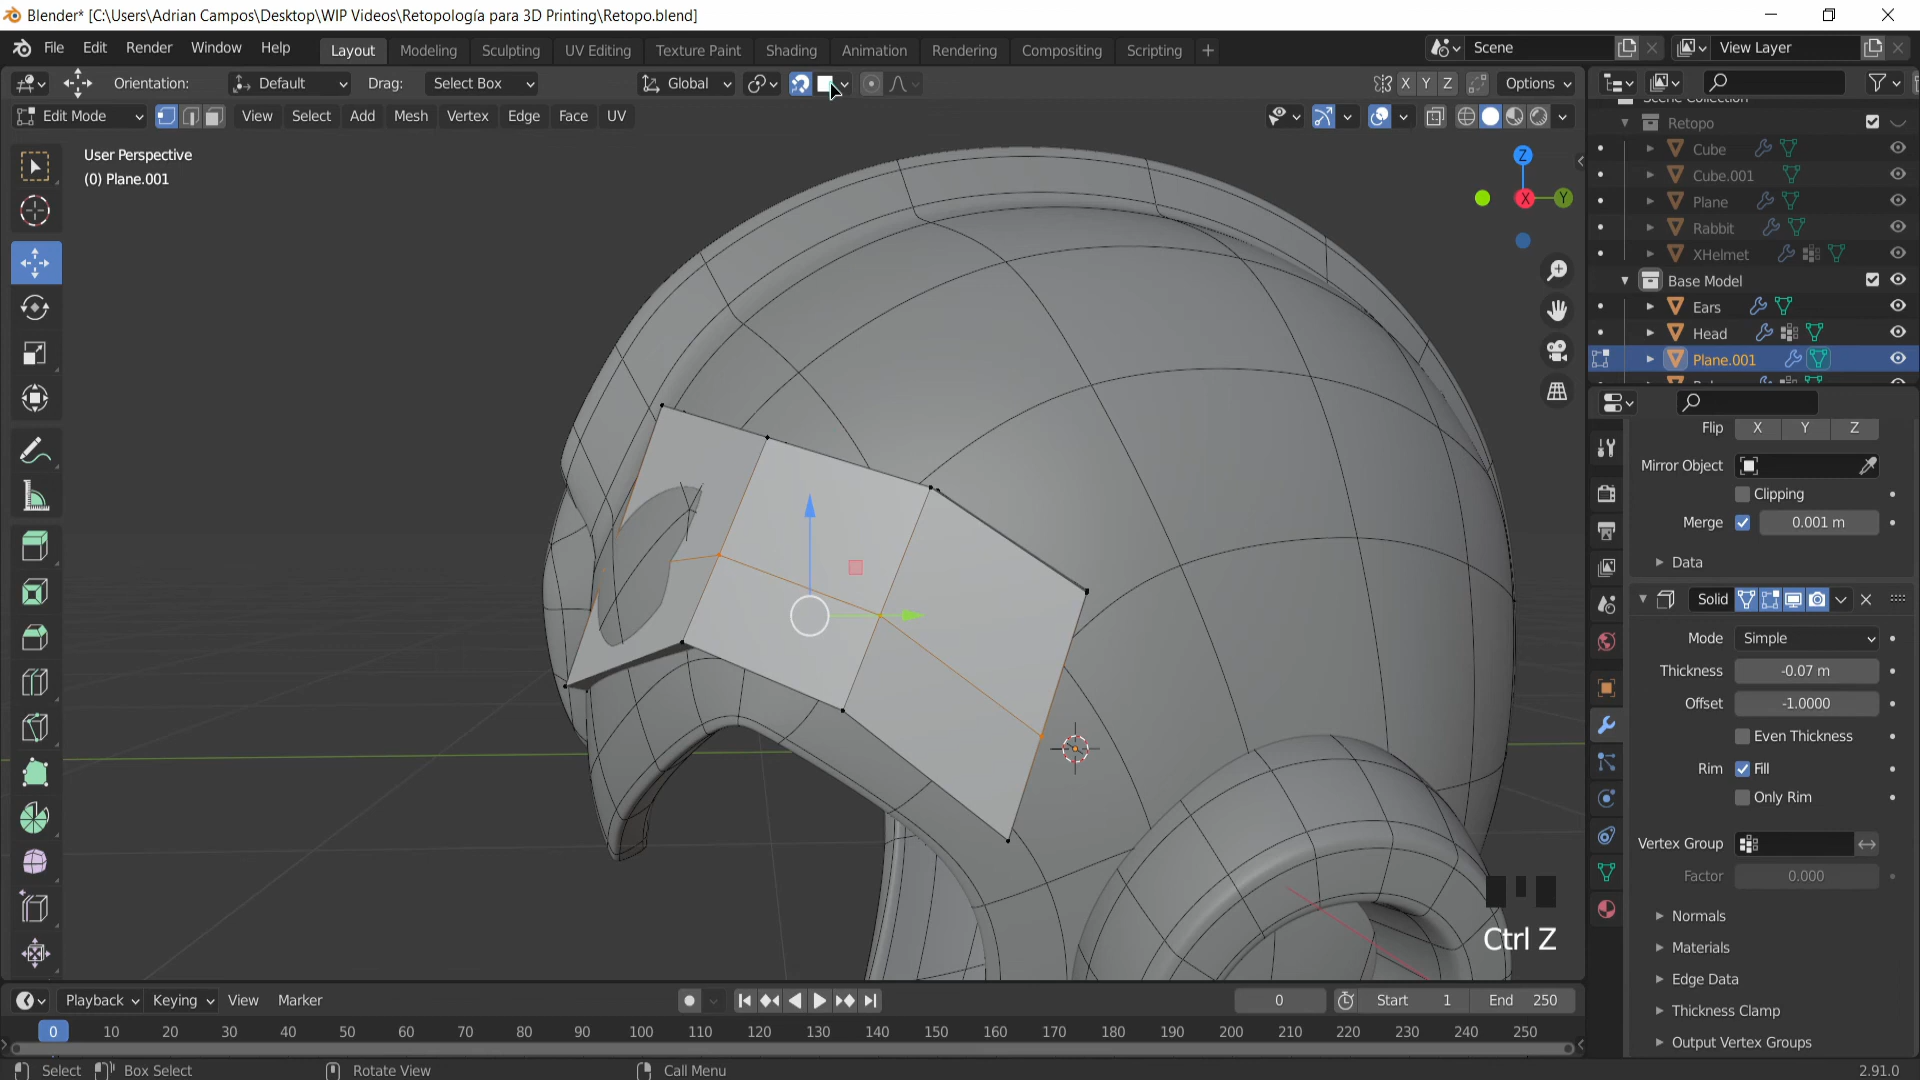 Blender* [C:\Users\Adrian Campos\Desktop\WIP Videos\Retopología para 3D Printing\Retopo.blend]
File Edit Render Window Help Layout Modeling Sculpting UV Editing Texture Paint Shading Animation Rendering Compositing Scripting + Scene View Layer
Orientation: Default Drag: Select Box Global X Y Z Options
Edit Mode View Select Add Mesh Vertex Edge Face UV
User Perspective
(0) Plane.001
Z
X
Y
Scene Collection
Retopo
Cube
Cube.001
Plane
Rabbit
XHelmet
Base Model
Ears
Head
Plane.001
Flip X Y Z
Mirror Object
Clipping
Merge 0.001 m
Data
Solid
Mode Simple
Thickness -0.07 m
Offset -1.0000
Even Thickness
Rim Fill
Only Rim
Vertex Group
Factor 0.000
Normals
Materials
Edge Data
Thickness Clamp
Output Vertex Groups
Ctrl Z
Playback Keying View Marker 0 Start 1 End 250
0 10 20 30 40 50 60 70 80 90 100 110 120 130 140 150 160 170 180 190 200 210 220 230 240 250
Select Box Select Rotate View Call Menu 2.91.0